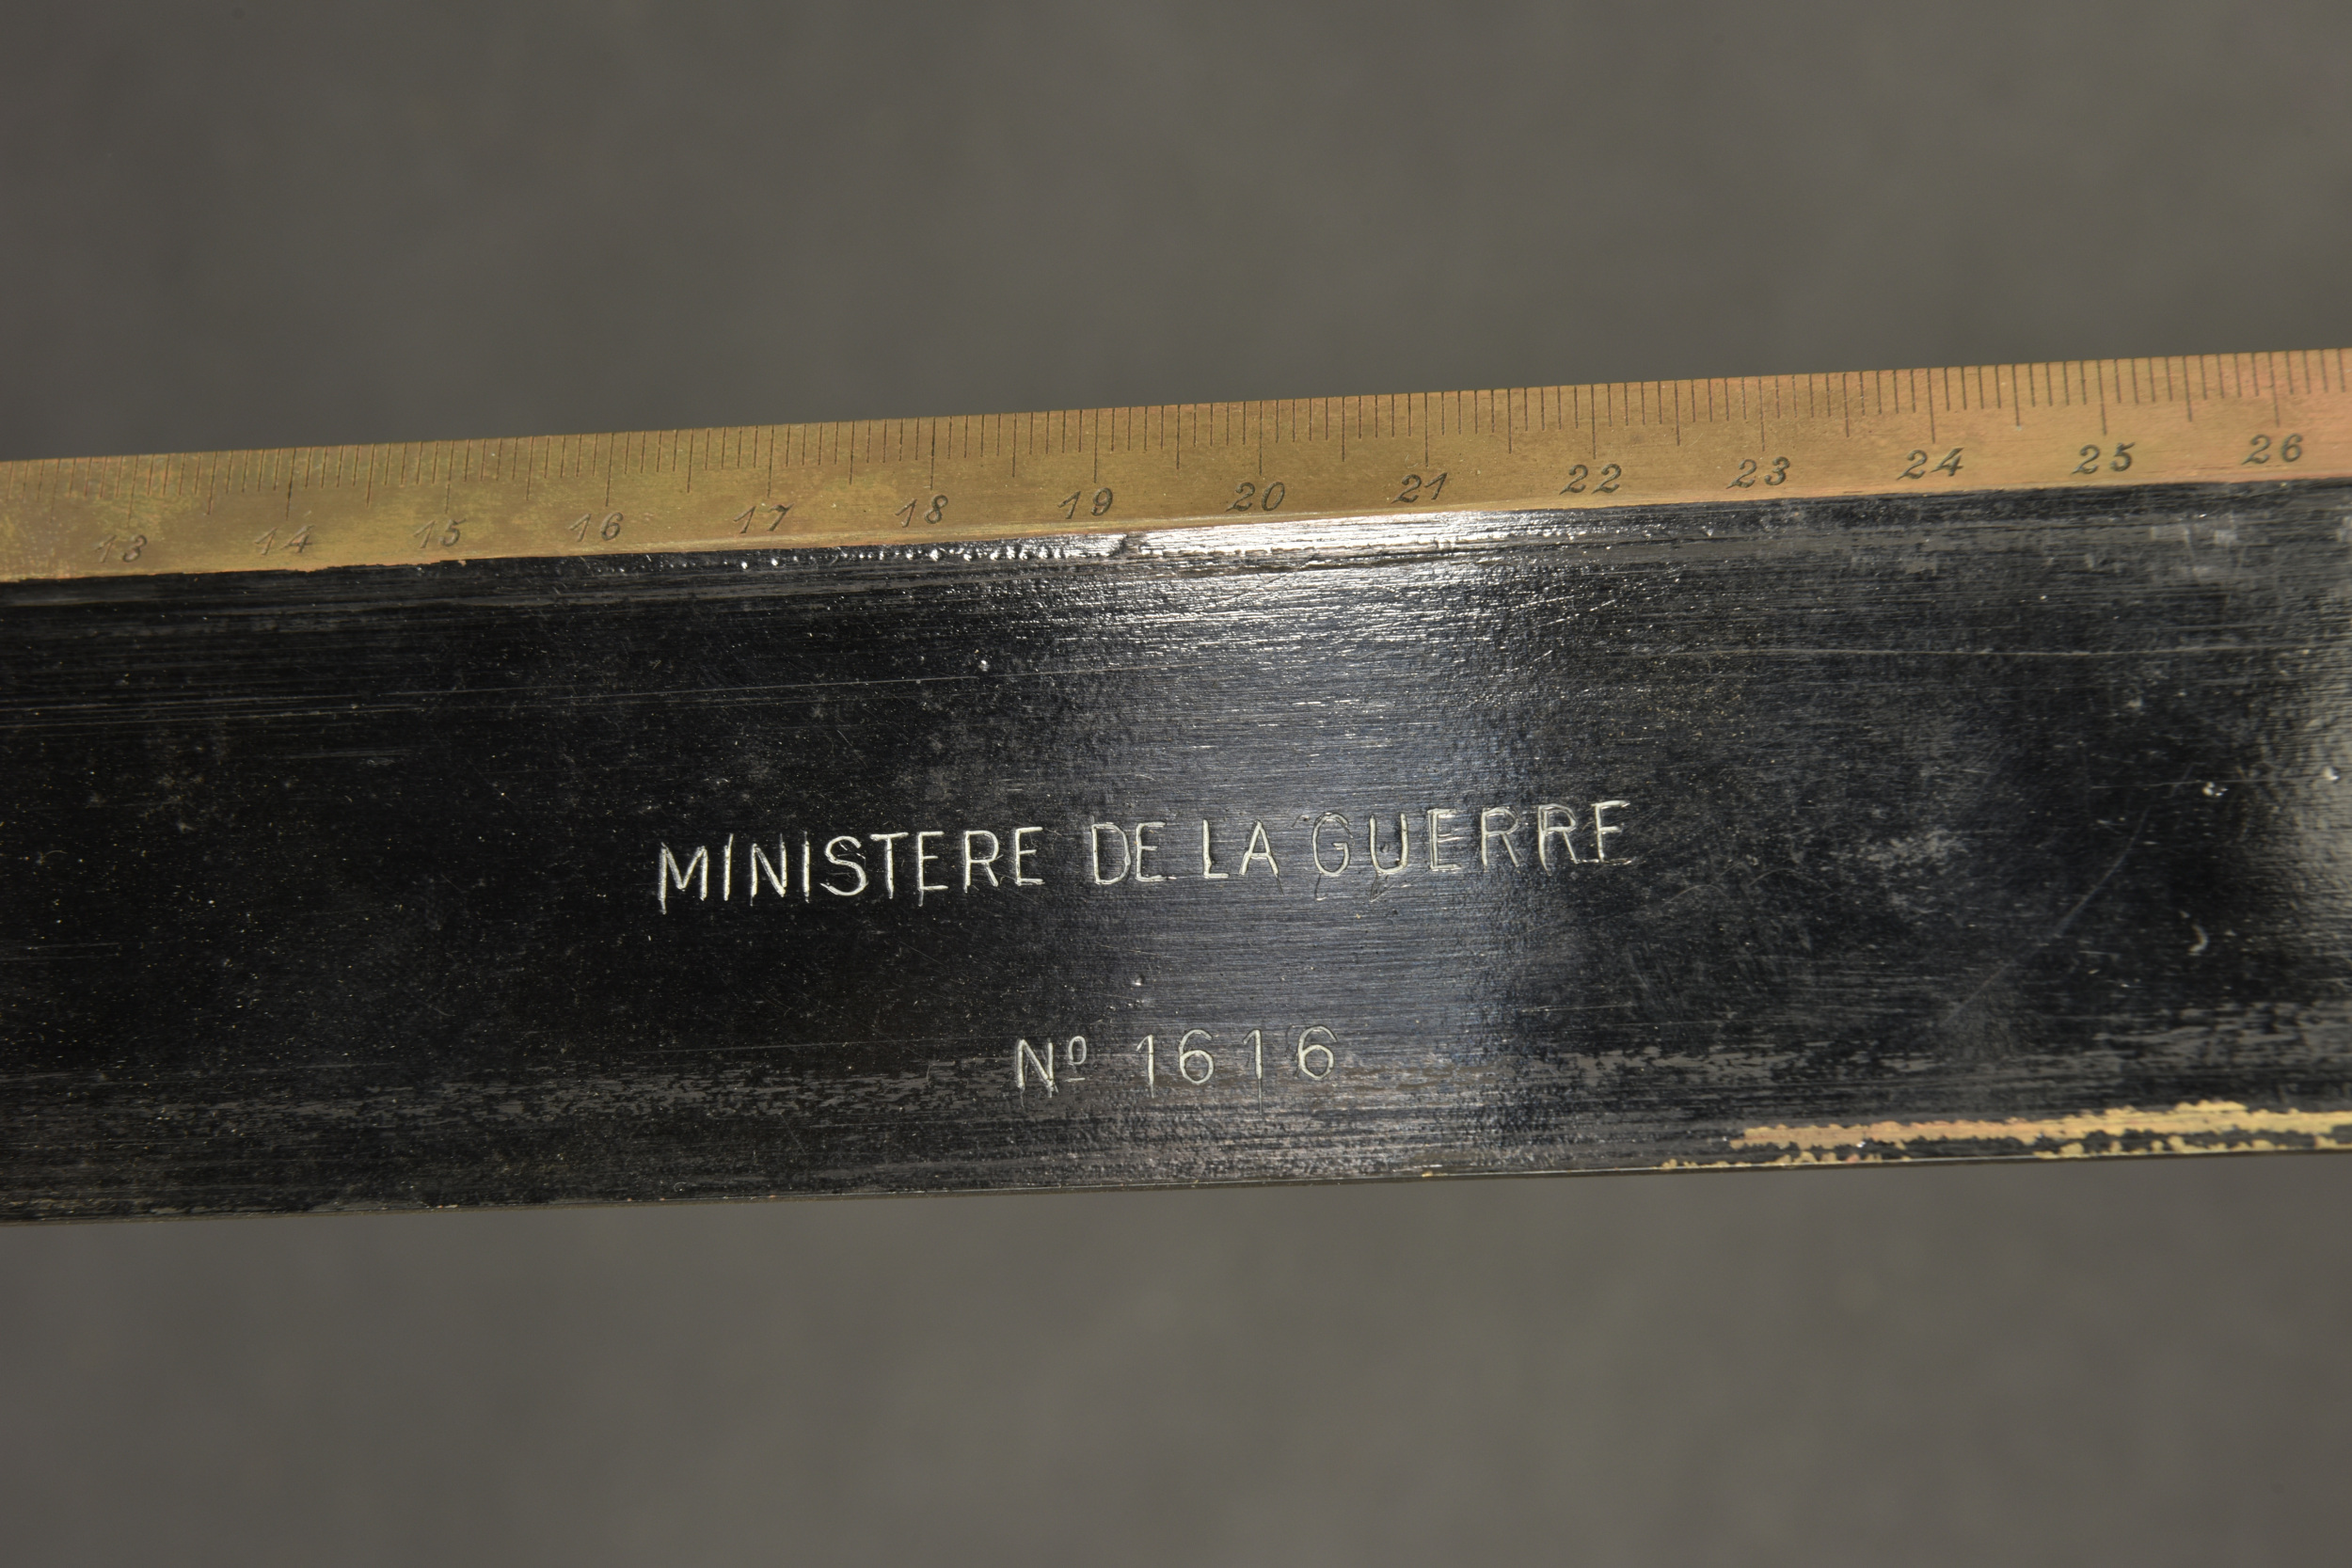 13 14 15 16 17 18 19 20 21 22 23 24 25 26
MINISTERE DE LA GUERRE
Nº 1616